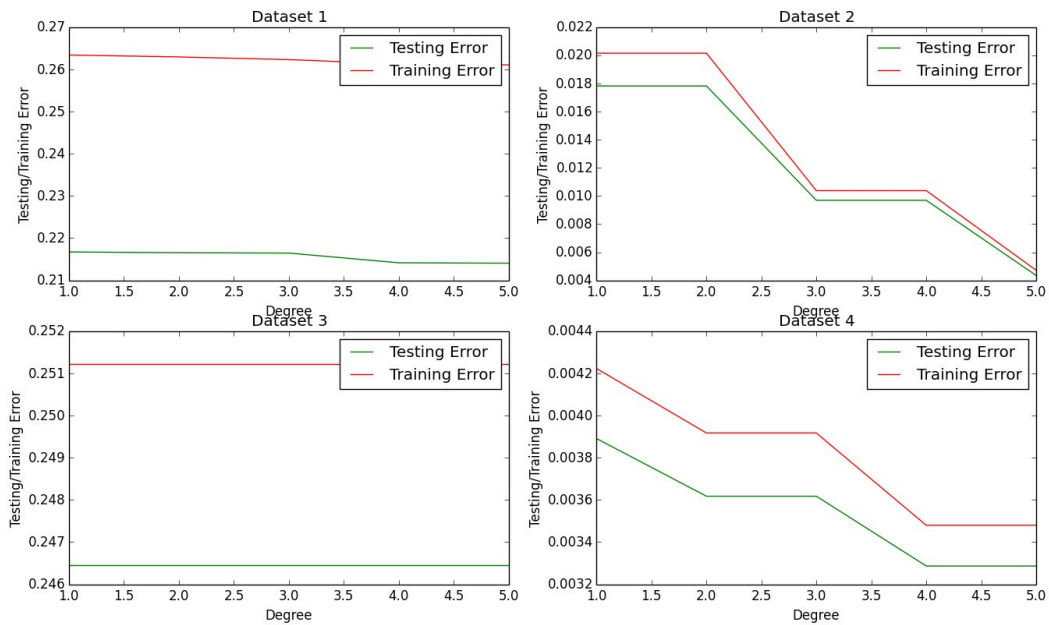 Dataset 1
0.27
0.26
0.25
0.24
0.23
0.22
0.21
Testing/Training Error
Testing Error
Training Error
1.0 1.5 2.0 2.5 3.0 3.5 4.0 4.5 5.0
Degree
Dataset 2
0.022
0.020
0.018
0.016
0.014
0.012
0.010
0.008
0.006
0.004
Testing/Training Error
Testing Error
Training Error
1.0 1.5 2.0 2.5 3.0 3.5 4.0 4.5 5.0
Degree
Dataset 3
0.252
0.251
0.250
0.249
0.248
0.247
0.246
Testing/Training Error
Testing Error
Training Error
1.0 1.5 2.0 2.5 3.0 3.5 4.0 4.5 5.0
Degree
Dataset 4
0.0044
0.0042
0.0040
0.0038
0.0036
0.0034
0.0032
Testing/Training Error
Testing Error
Training Error
1.0 1.5 2.0 2.5 3.0 3.5 4.0 4.5 5.0
Degree